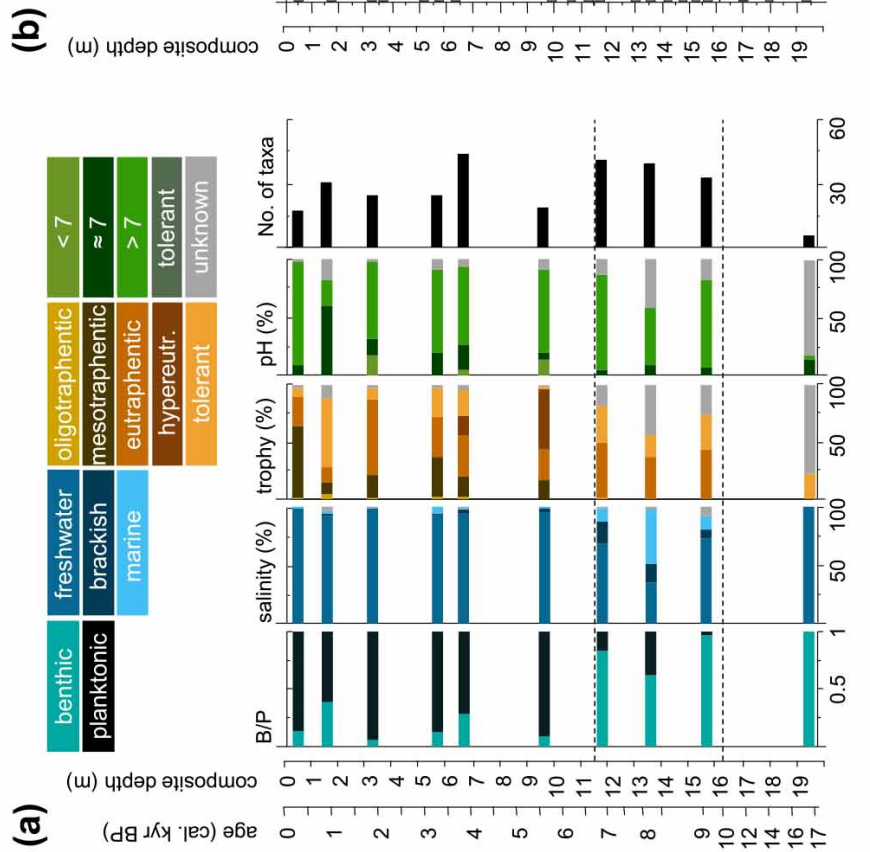 (a)
(b)
benthic
freshwater
oligotraphentic
< 7
planktonic
brackish
mesotraphentic
≈ 7
marine
eutraphentic
> 7
hypereutr.
tolerant
tolerant
unknown
age (cal. kyr BP)
composite depth (m)
B/P
salinity (%)
trophy (%)
pH (%)
No. of taxa
composite depth (m)
0 1 2 3 4 5 6 7 8 9 10 12 14 16 17
0 1 2 3 4 5 6 7 8 9 10 11 12 13 14 15 16 17 18 19
0.5 1
50 100
50 100
50 100
30 60
0 1 2 3 4 5 6 7 8 9 10 11 12 13 14 15 16 17 18 19